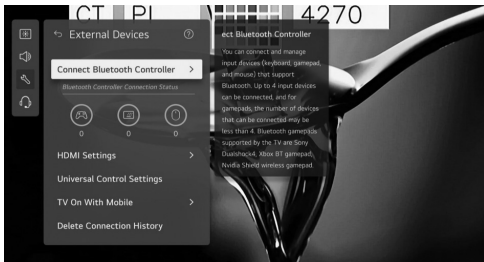 CT PL 4270
External Devices
?
ect Bluetooth Controller
Connect Bluetooth Controller
Bluetooth Controller Connection Status
0 0 0
HDMI Settings
Universal Control Settings
TV On With Mobile
Delete Connection History
You can connect and manage
input devices (keyboard, gamepad,
and mouse) that support
Bluetooth. Up to 4 input devices
can be connected, and for
gamepads, the number of devices
that can be connected may be
less than 4. Bluetooth gamepads
supported by the TV are Sony
Dualshock4, Xbox BT gamepad,
Nvidia Shield wireless gamepad.